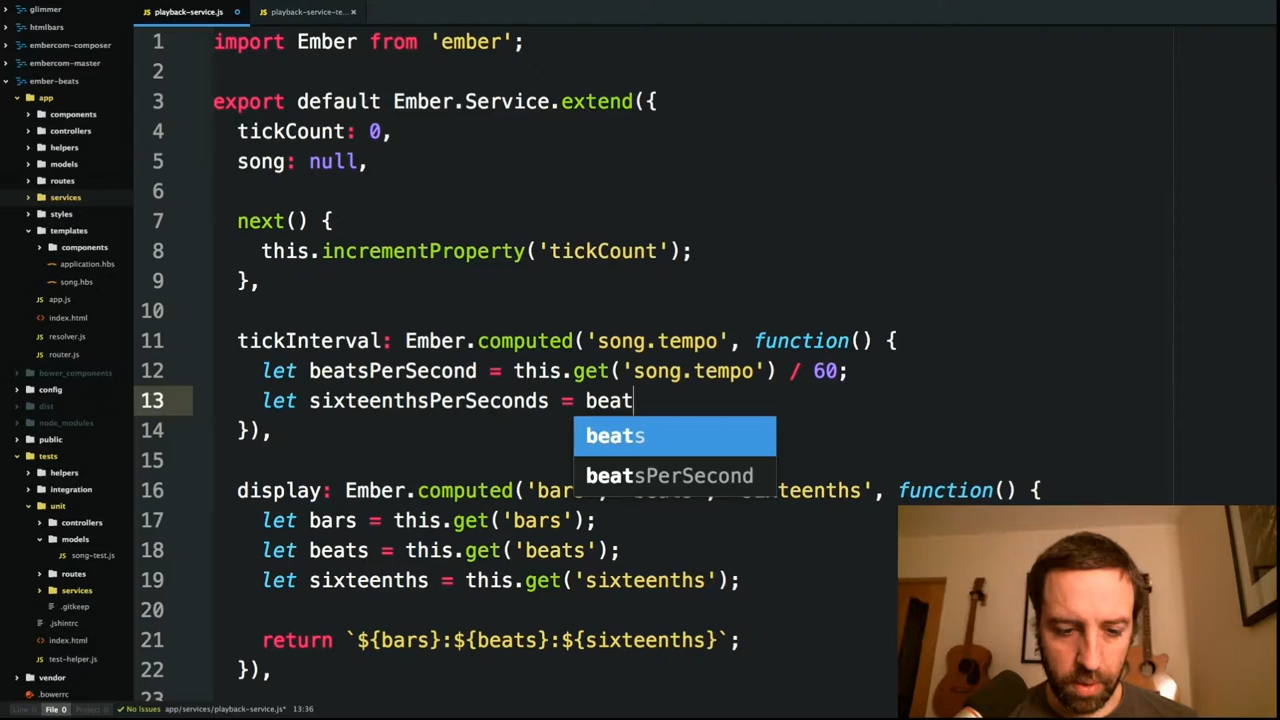 glimmer
htmlbars
embercom-composer
embercom-master
ember-beats
app
components
controllers
helpers
models
routes
services
styles
templates
components
application.hbs
song.hbs
app.js
index.html
resolver.js
router.js
bower_components
config
dist
node_modules
public
tests
helpers
integration
unit
controllers
models
song-test.js
routes
services
.gitkeep
.jshintrc
index.html
test-helper.js
vendor
.bowerrc
playback-service.js
playback-service-te...
1 import Ember from 'ember';
2
3 export default Ember.Service.extend({
4 tickCount: 0,
5 song: null,
6
7 next() {
8 this.incrementProperty('tickCount');
9 },
10
11 tickInterval: Ember.computed('song.tempo', function() {
12 let beatsPerSecond = this.get('song.tempo') / 60;
13 let sixteenthsPerSeconds = beat
beats
beatsPerSecond
14 }),
15
16 display: Ember.computed('bars', 'beats', 'sixteenths', function() {
17 let bars = this.get('bars');
18 let beats = this.get('beats');
19 let sixteenths = this.get('sixteenths');
20
21 return `${bars}:${beats}:${sixteenths}`;
22 }),
23
Line 0 File 0 Project 0 No Issues app/services/playback-service.js* 13:36